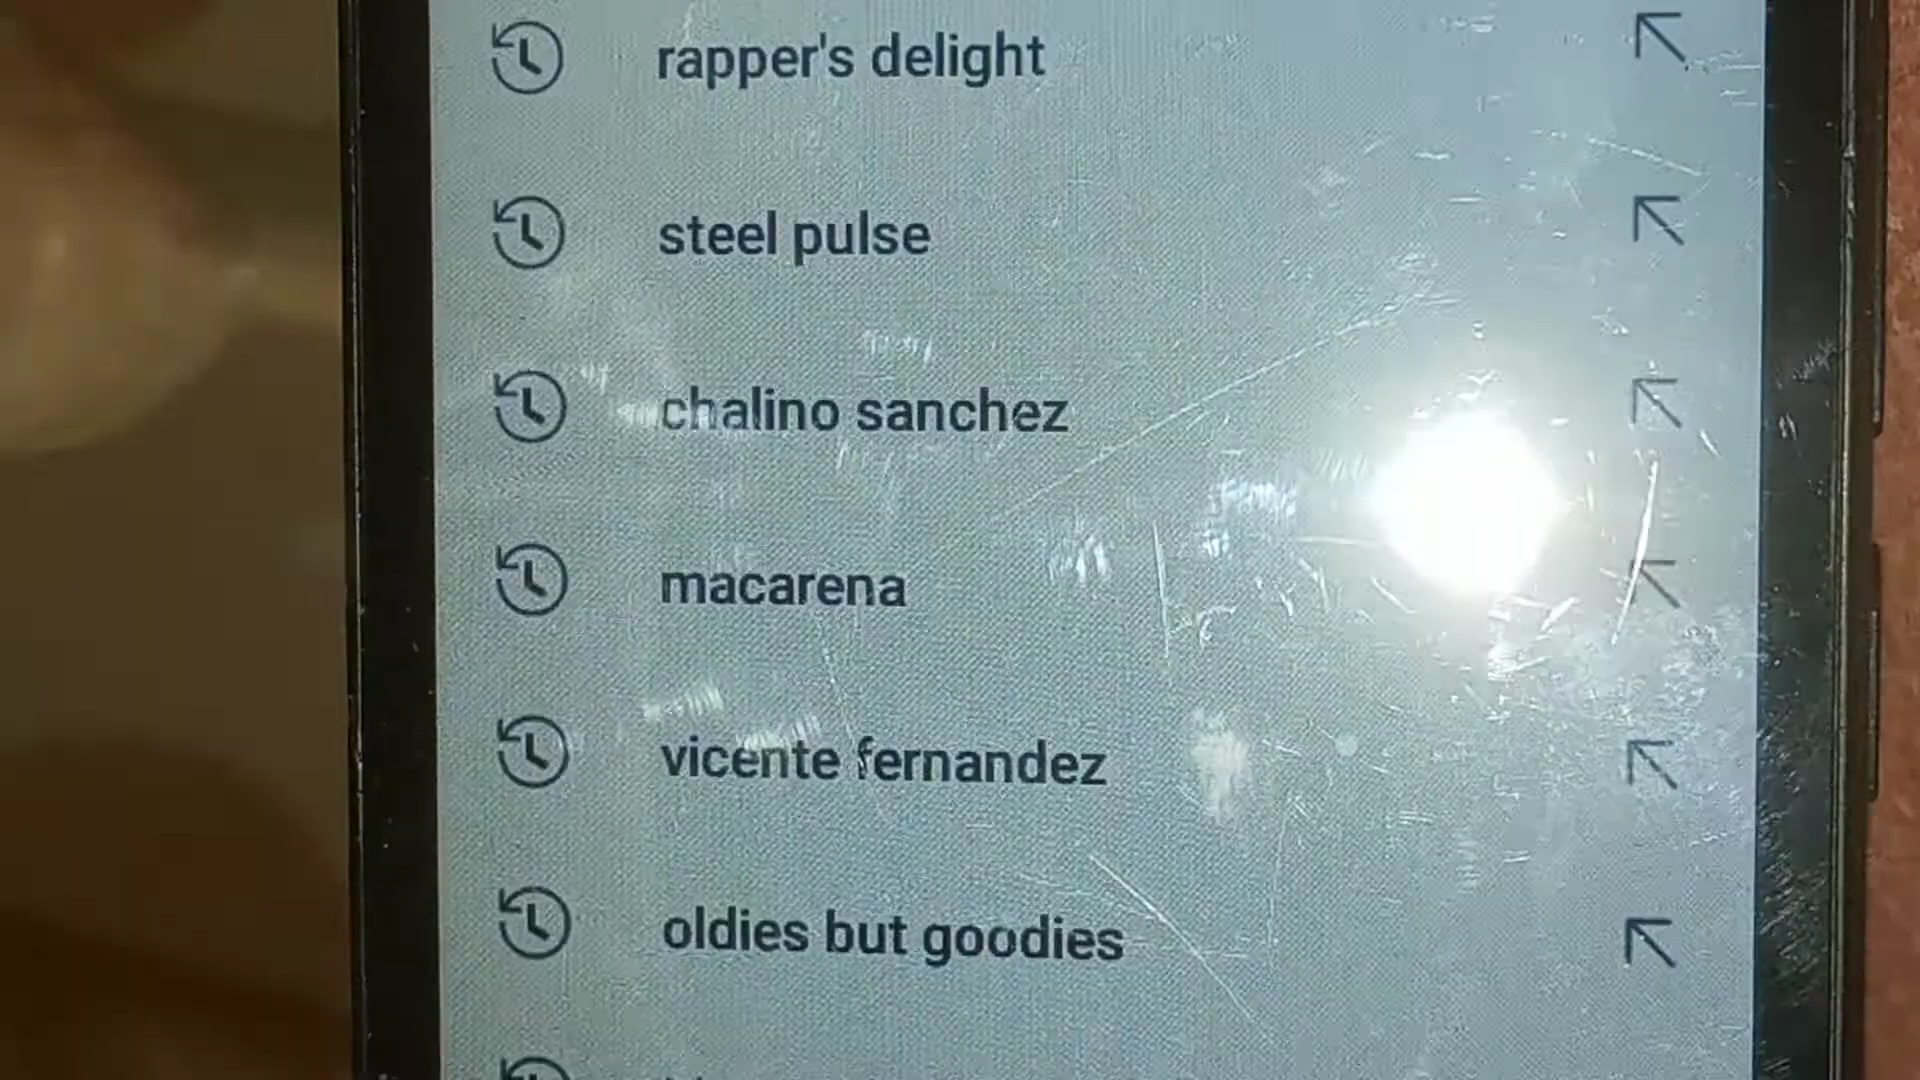 rapper's delight
steel pulse
chalino sanchez
macarena
vicente fernandez
oldies but goodies